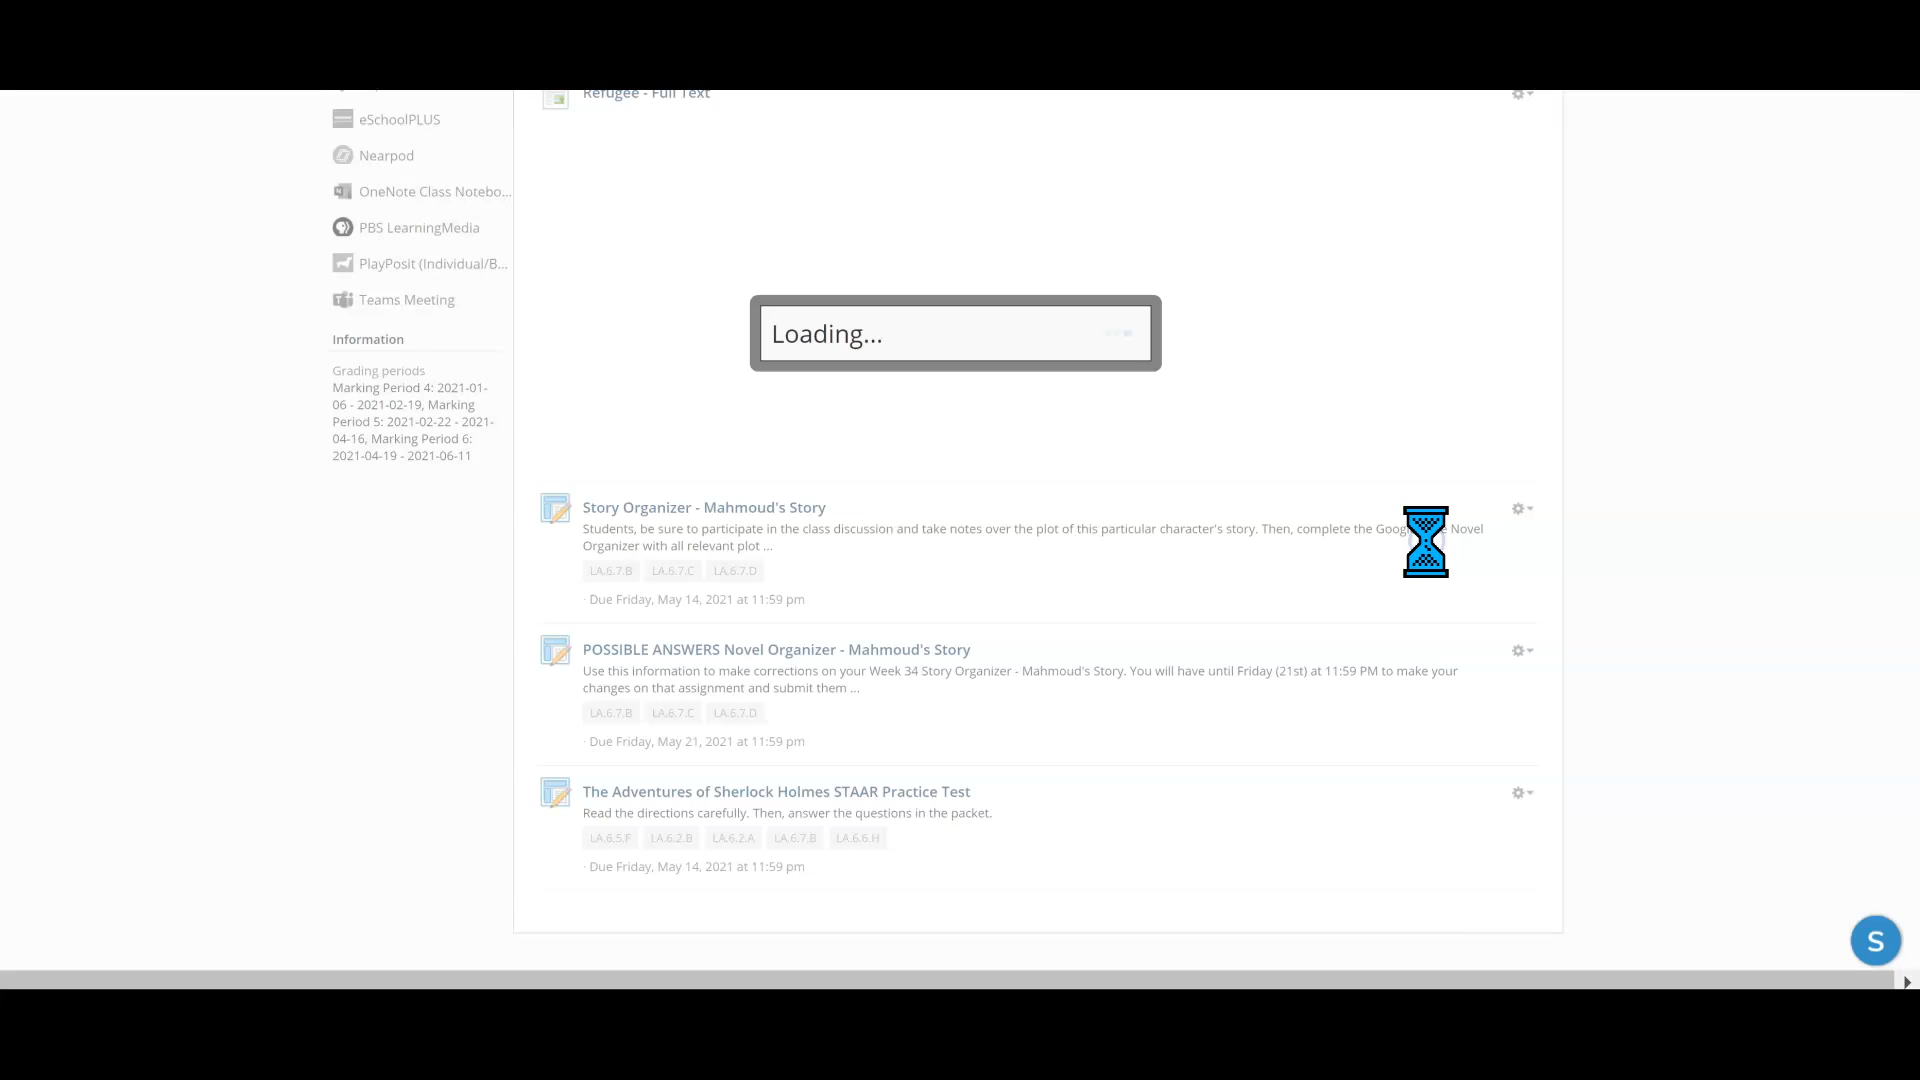 Refugee - Full Text
eSchoolPLUS
Nearpod
OneNote Class Notebo...
PBS LearningMedia
PlayPosit (Individual/B...
Teams Meeting
Information
Grading periods
Marking Period 4: 2021-01-
06 - 2021-02-19, Marking
Period 5: 2021-02-22 - 2021-
04-16, Marking Period 6:
2021-04-19 - 2021-06-11
Loading...
Story Organizer - Mahmoud's Story
Students, be sure to participate in the class discussion and take notes over the plot of this particular character's story. Then, complete the Novel
Organizer with all relevant plot ...
LA.6.7.B LA.6.7.C LA.6.7.D
· Due Friday, May 14, 2021 at 11:59 pm
POSSIBLE ANSWERS Novel Organizer - Mahmoud's Story
Use this information to make corrections on your Week 34 Story Organizer - Mahmoud's Story. You will have until Friday (21st) at 11:59 PM to make your
changes on that assignment and submit them ...
LA.6.7.B LA.6.7.C LA.6.7.D
· Due Friday, May 21, 2021 at 11:59 pm
The Adventures of Sherlock Holmes STAAR Practice Test
Read the directions carefully. Then, answer the questions in the packet.
LA.6.5.F LA.6.2.B LA.6.2.A LA.6.7.B LA.6.6.H
· Due Friday, May 14, 2021 at 11:59 pm
S